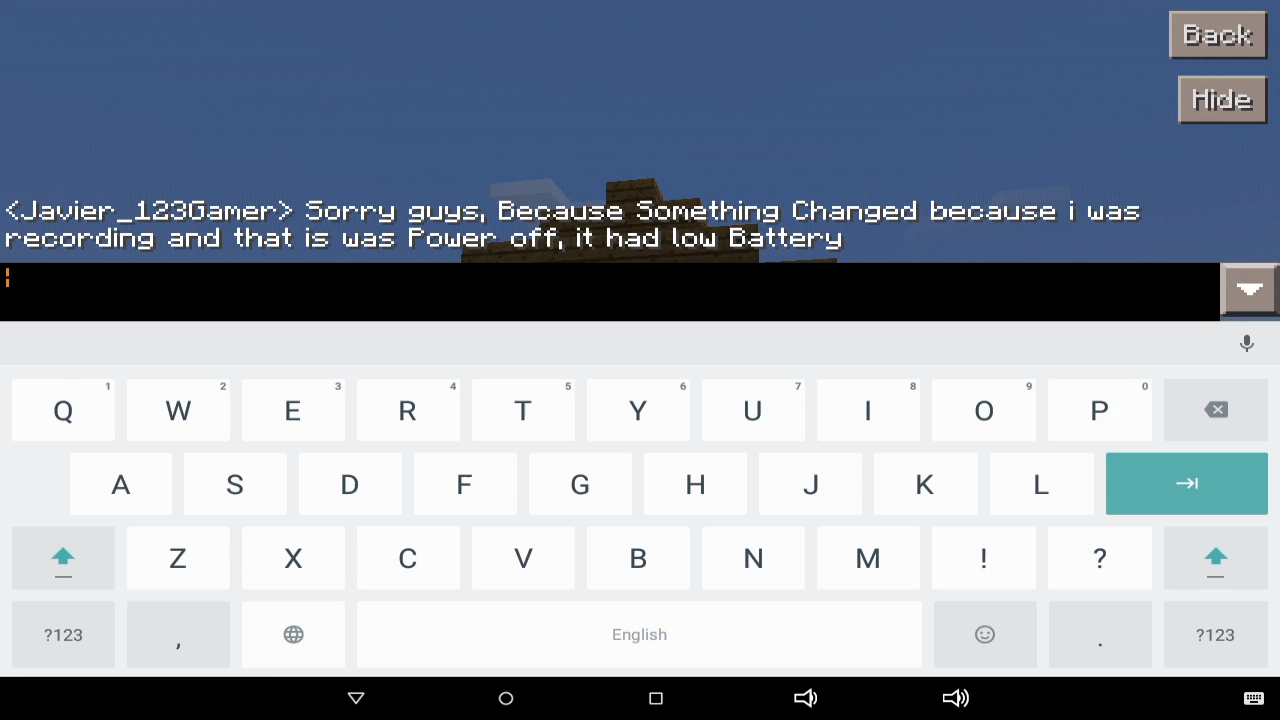 Back
Hide
<Javier_123Gamer> Sorry guys, Because Something Changed because i was
recording and that is was Power off, it had low Battery
Q 1 W 2 E 3 R 4 T 5 Y 6 U 7 I 8 O 9 P 0
A S D F G H J K L
Z X C V B N M ! ?
?123 , English . ?123